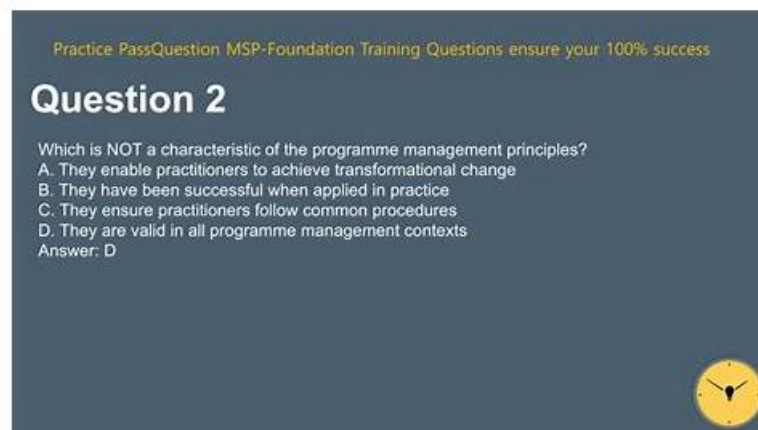 Practice PassQuestion MSP-Foundation Training Questions ensure your 100% success
Question 2
Which is NOT a characteristic of the programme management principles?
A. They enable practitioners to achieve transformational change
B. They have been successful when applied in practice
C. They ensure practitioners follow common procedures
D. They are valid in all programme management contexts
Answer: D